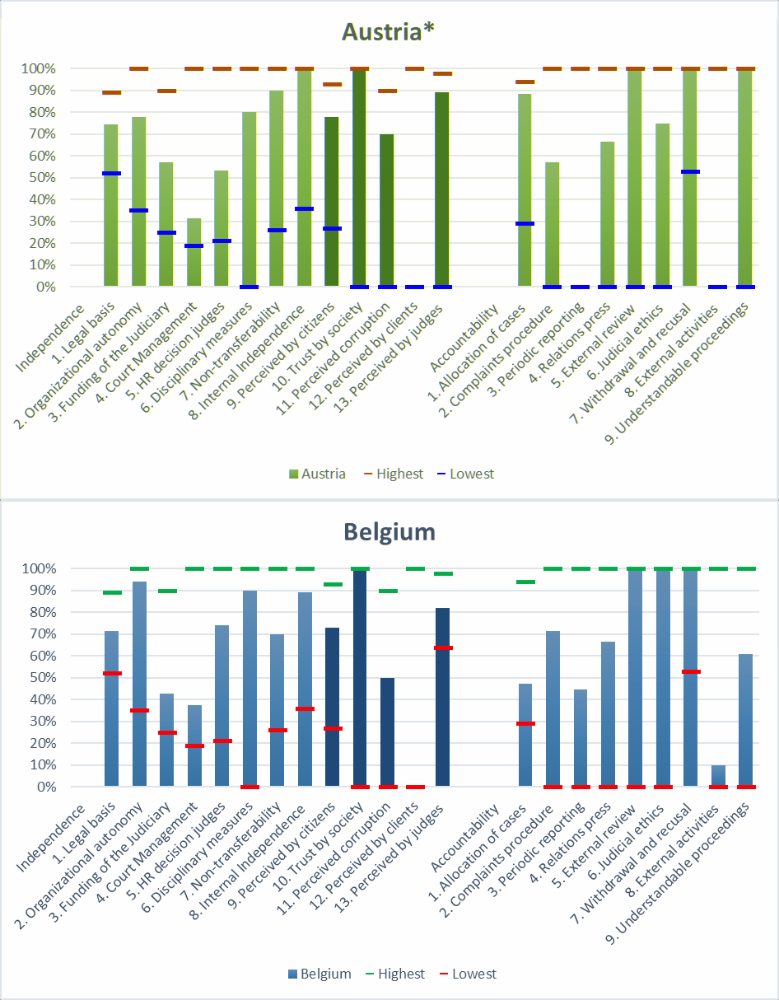 Austria*
100%
90%
80%
70%
60%
50%
40%
30%
20%
10%
0%
Independence
1. Legal basis
2. Organizational autonomy
3. Funding of the Judiciary
4. Court Management
5. HR decision judges
6. Disciplinary measures
7. Non-transferability
8. Internal Independence
9. Perceived by citizens
10. Trust by society
11. Perceived corruption
12. Perceived by clients
13. Perceived by judges
Accountability
1. Allocation of cases
2. Complaints procedure
3. Periodic reporting
4. Relations press
5. External review
6. Judicial ethics
7. Withdrawal and recusal
8. External activities
9. Understandable proceedings
Austria Highest Lowest
Belgium
100%
90%
80%
70%
60%
50%
40%
30%
20%
10%
0%
Independence
1. Legal basis
2. Organizational autonomy
3. Funding of the Judiciary
4. Court Management
5. HR decision judges
6. Disciplinary measures
7. Non-transferability
8. Internal Independence
9. Perceived by citizens
10. Trust by society
11. Perceived corruption
12. Perceived by clients
13. Perceived by judges
Accountability
1. Allocation of cases
2. Complaints procedure
3. Periodic reporting
4. Relations press
5. External review
6. Judicial ethics
7. Withdrawal and recusal
8. External activities
9. Understandable proceedings
Belgium Highest Lowest